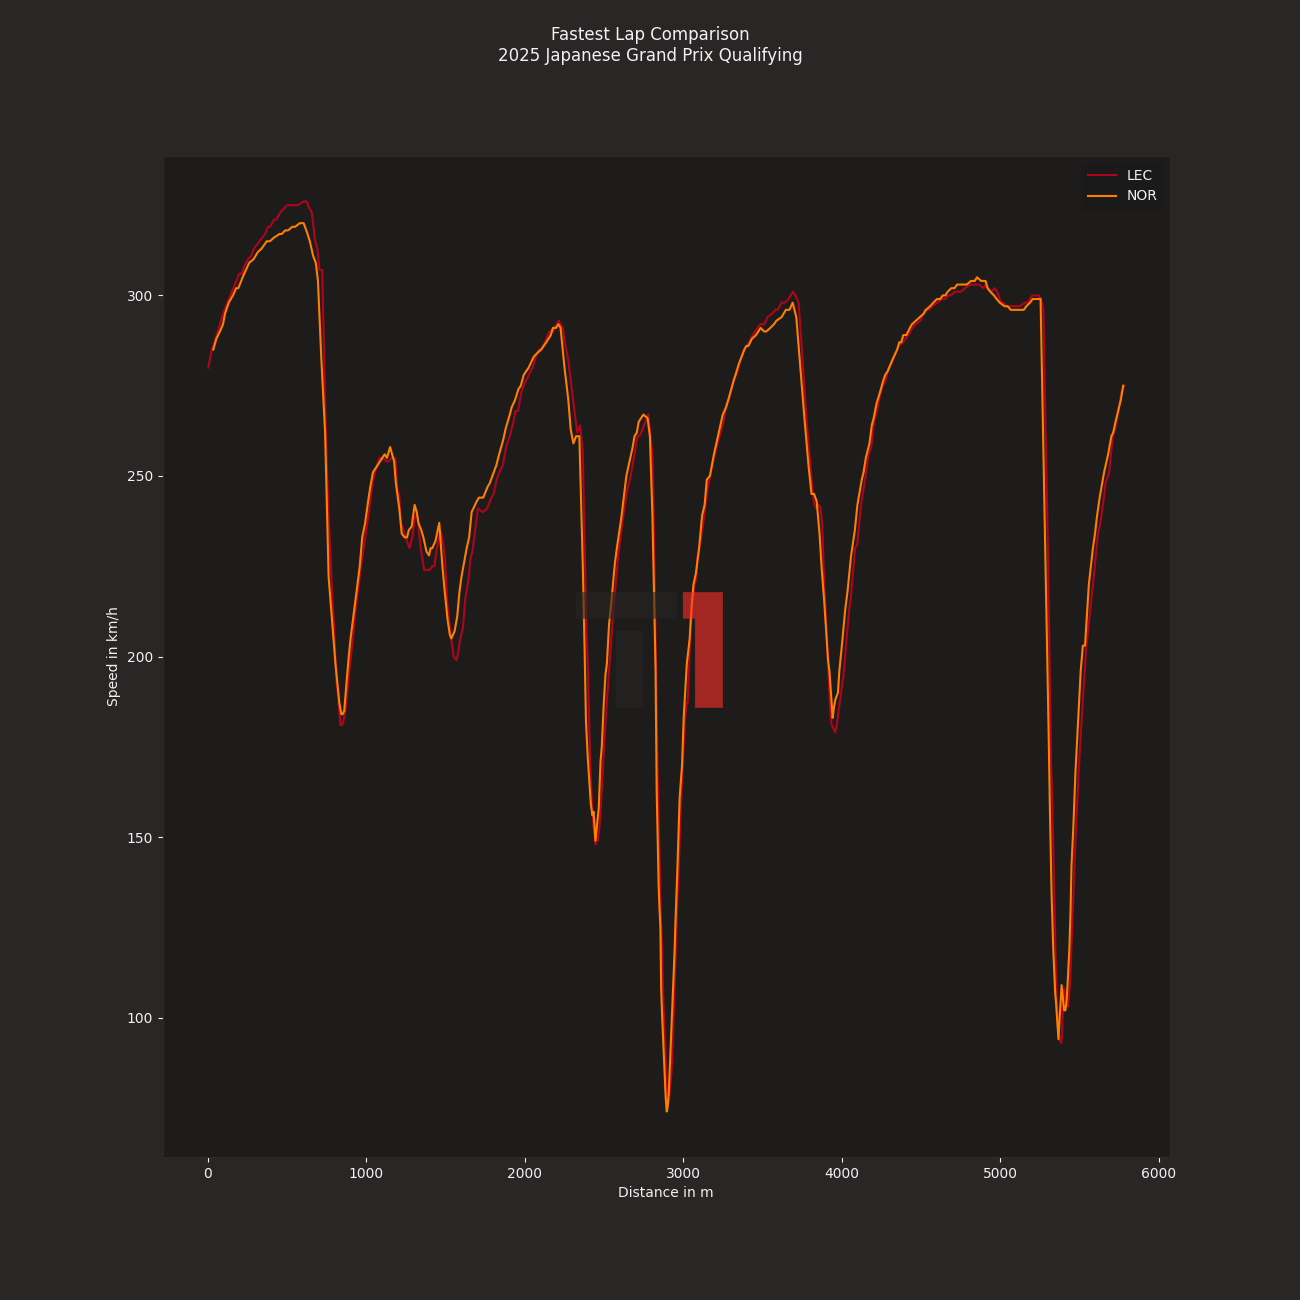 Fastest Lap Comparison
2025 Japanese Grand Prix Qualifying
LEC
NOR
300
250
200
150
100
Speed in km/h
0 1000 2000 3000 4000 5000 6000
Distance in m